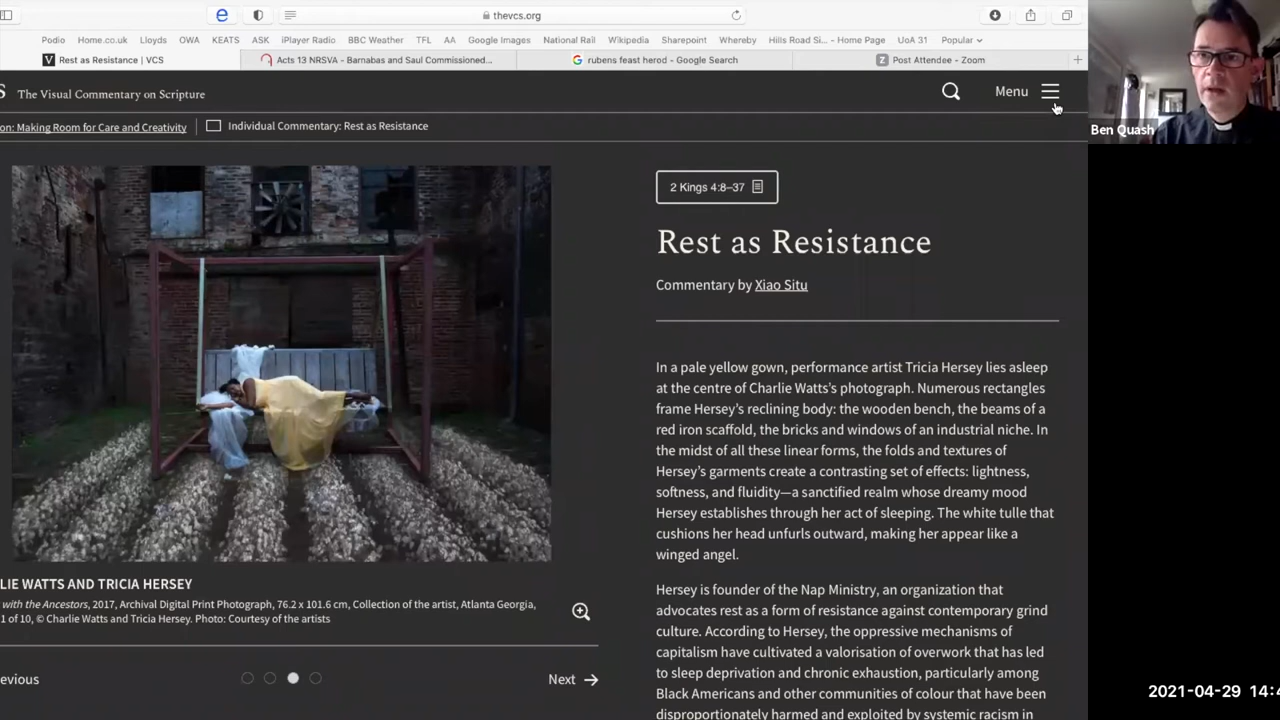 thevcs.org
Podio Home.co.uk Lloyds OWA KEATS ASK iPlayer Radio BBC Weather TFL AA Google Images National Rail Wikipedia Sharepoint Whereby Hills Road Si... - Home Page UoA 31 Popular
Rest as Resistance | VCS
Acts 13 NRSVA - Barnabas and Saul Commissioned...
rubens feast herod - Google Search
Post Attendee - Zoom
S The Visual Commentary on Scripture
Menu
on: Making Room for Care and Creativity
Individual Commentary: Rest as Resistance
Ben Quash
2 Kings 4:8–37
Rest as Resistance
Commentary by Xiao Situ
In a pale yellow gown, performance artist Tricia Hersey lies asleep
at the centre of Charlie Watts's photograph. Numerous rectangles
frame Hersey's reclining body: the wooden bench, the beams of a
red iron scaffold, the bricks and windows of an industrial niche. In
the midst of all these linear forms, the folds and textures of
Hersey's garments create a contrasting set of effects: lightness,
softness, and fluidity—a sanctified realm whose dreamy mood
Hersey establishes through her act of sleeping. The white tulle that
cushions her head unfurls outward, making her appear like a
winged angel.
Hersey is founder of the Nap Ministry, an organization that
advocates rest as a form of resistance against contemporary grind
culture. According to Hersey, the oppressive mechanisms of
capitalism have cultivated a valorisation of overwork that has led
to sleep deprivation and chronic exhaustion, particularly among
Black Americans and other communities of colour that have been
disproportionately harmed and exploited by systemic racism in
LIE WATTS AND TRICIA HERSEY
with the Ancestors, 2017, Archival Digital Print Photograph, 76.2 x 101.6 cm, Collection of the artist, Atlanta Georgia,
1 of 10, © Charlie Watts and Tricia Hersey. Photo: Courtesy of the artists
evious
Next
2021-04-29 14:4